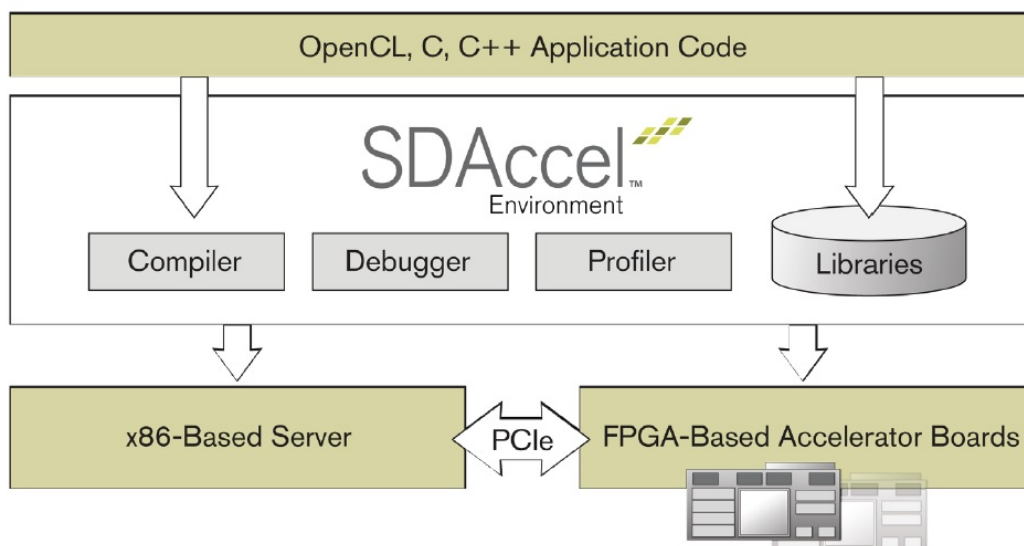 OpenCL, C, C++ Application Code
SDAccel™
Environment
Compiler
Debugger
Profiler
Libraries
x86-Based Server
PCIe
FPGA-Based Accelerator Boards